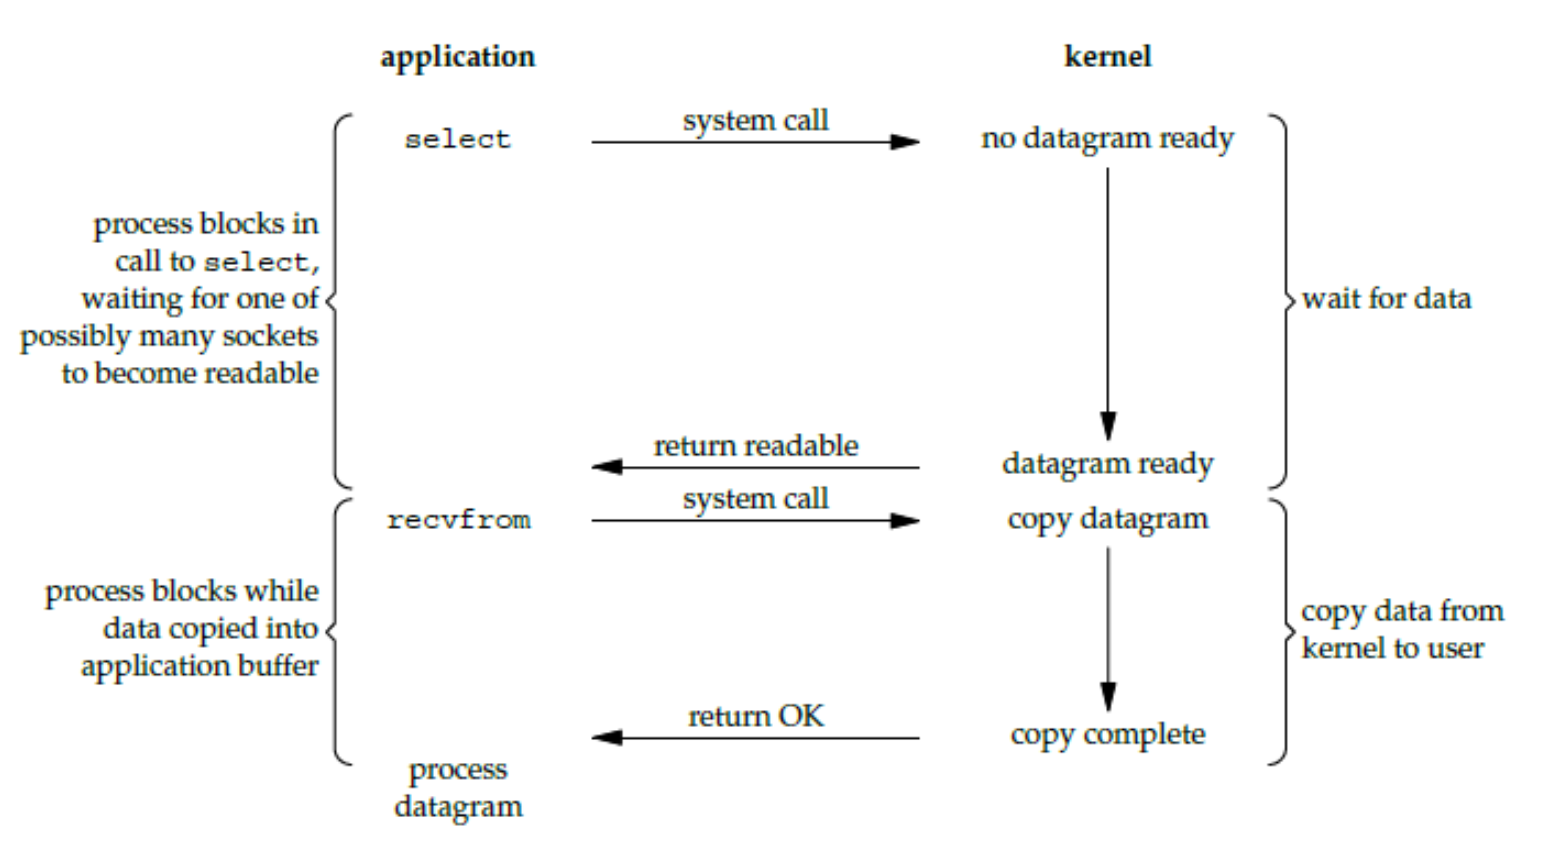 application
kernel
select
system call
no datagram ready
process blocks in
call to select,
waiting for one of
possibly many sockets
to become readable
wait for data
return readable
datagram ready
recvfrom
system call
copy datagram
process blocks while
data copied into
application buffer
copy data from
kernel to user
return OK
copy complete
process
datagram